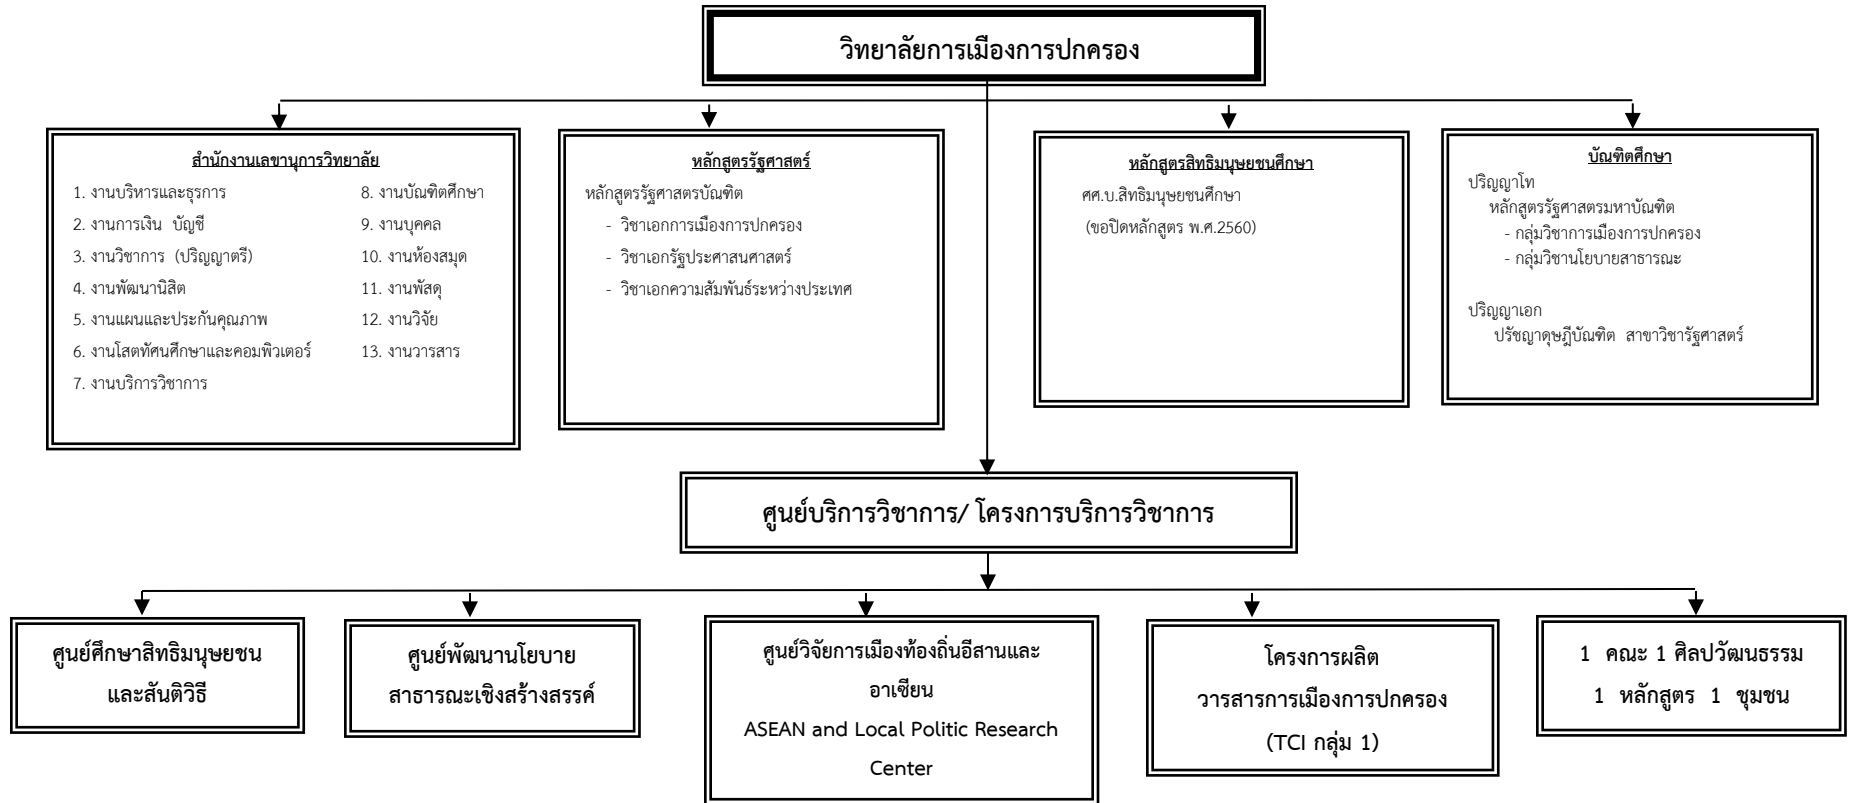 วิทยาลัยการเมืองการปกครอง
สำนักงานเลขานุการวิทยาลัย
1. งานบริหารและธุรการ
2. งานการเงิน บัญชี
3. งานวิชาการ (ปริญญาตรี)
4. งานพัฒนานิสิต
5. งานแผนและประกันคุณภาพ
6. งานโสตทัศนศึกษาและคอมพิวเตอร์
7. งานบริการวิชาการ
8. งานบัณฑิตศึกษา
9. งานบุคคล
10. งานห้องสมุด
11. งานพัสดุ
12. งานวิจัย
13. งานวารสาร
หลักสูตรรัฐศาสตร์
หลักสูตรรัฐศาสตรบัณฑิต
- วิชาเอกการเมืองการปกครอง
- วิชาเอกรัฐประศาสนศาสตร์
- วิชาเอกความสัมพันธ์ระหว่างประเทศ
หลักสูตรสิทธิมนุษยชนศึกษา
ศศ.บ.สิทธิมนุษยชนศึกษา
(ขอปิดหลักสูตร พ.ศ.2560)
บัณฑิตศึกษา
ปริญญาโท
หลักสูตรรัฐศาสตรมหาบัณฑิต
- กลุ่มวิชาการเมืองการปกครอง
- กลุ่มวิชานโยบายสาธารณะ
ปริญญาเอก
ปรัชญาดุษฎีบัณฑิต สาขาวิชารัฐศาสตร์
ศูนย์บริการวิชาการ/ โครงการบริการวิชาการ
ศูนย์ศึกษาสิทธิมนุษยชน
และสันติวิธี
ศูนย์พัฒนานโยบาย
สาธารณะเชิงสร้างสรรค์
ศูนย์วิจัยการเมืองท้องถิ่นอีสานและ
อาเซียน
ASEAN and Local Politic Research
Center
โครงการผลิต
วารสารการเมืองการปกครอง
(TCI กลุ่ม 1)
1 คณะ 1 ศิลปวัฒนธรรม
1 หลักสูตร 1 ชุมชน